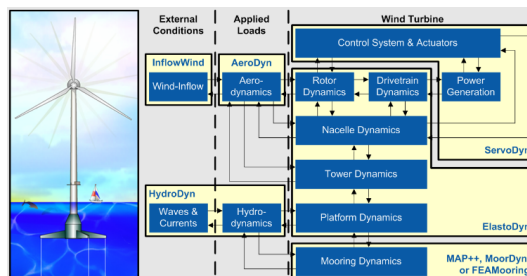 External
Conditions
Applied
Loads
Wind Turbine
Control System & Actuators
InflowWind
AeroDyn
Wind-Inflow
Aero-
dynamics
Rotor
Dynamics
Drivetrain
Dynamics
Power
Generation
Nacelle Dynamics
ServoDyn
Tower Dynamics
HydroDyn
Waves &
Currents
Hydro-
dynamics
Platform Dynamics
ElastoDyn
Mooring Dynamics
MAP++, MoorDyn,
or FEAMooring